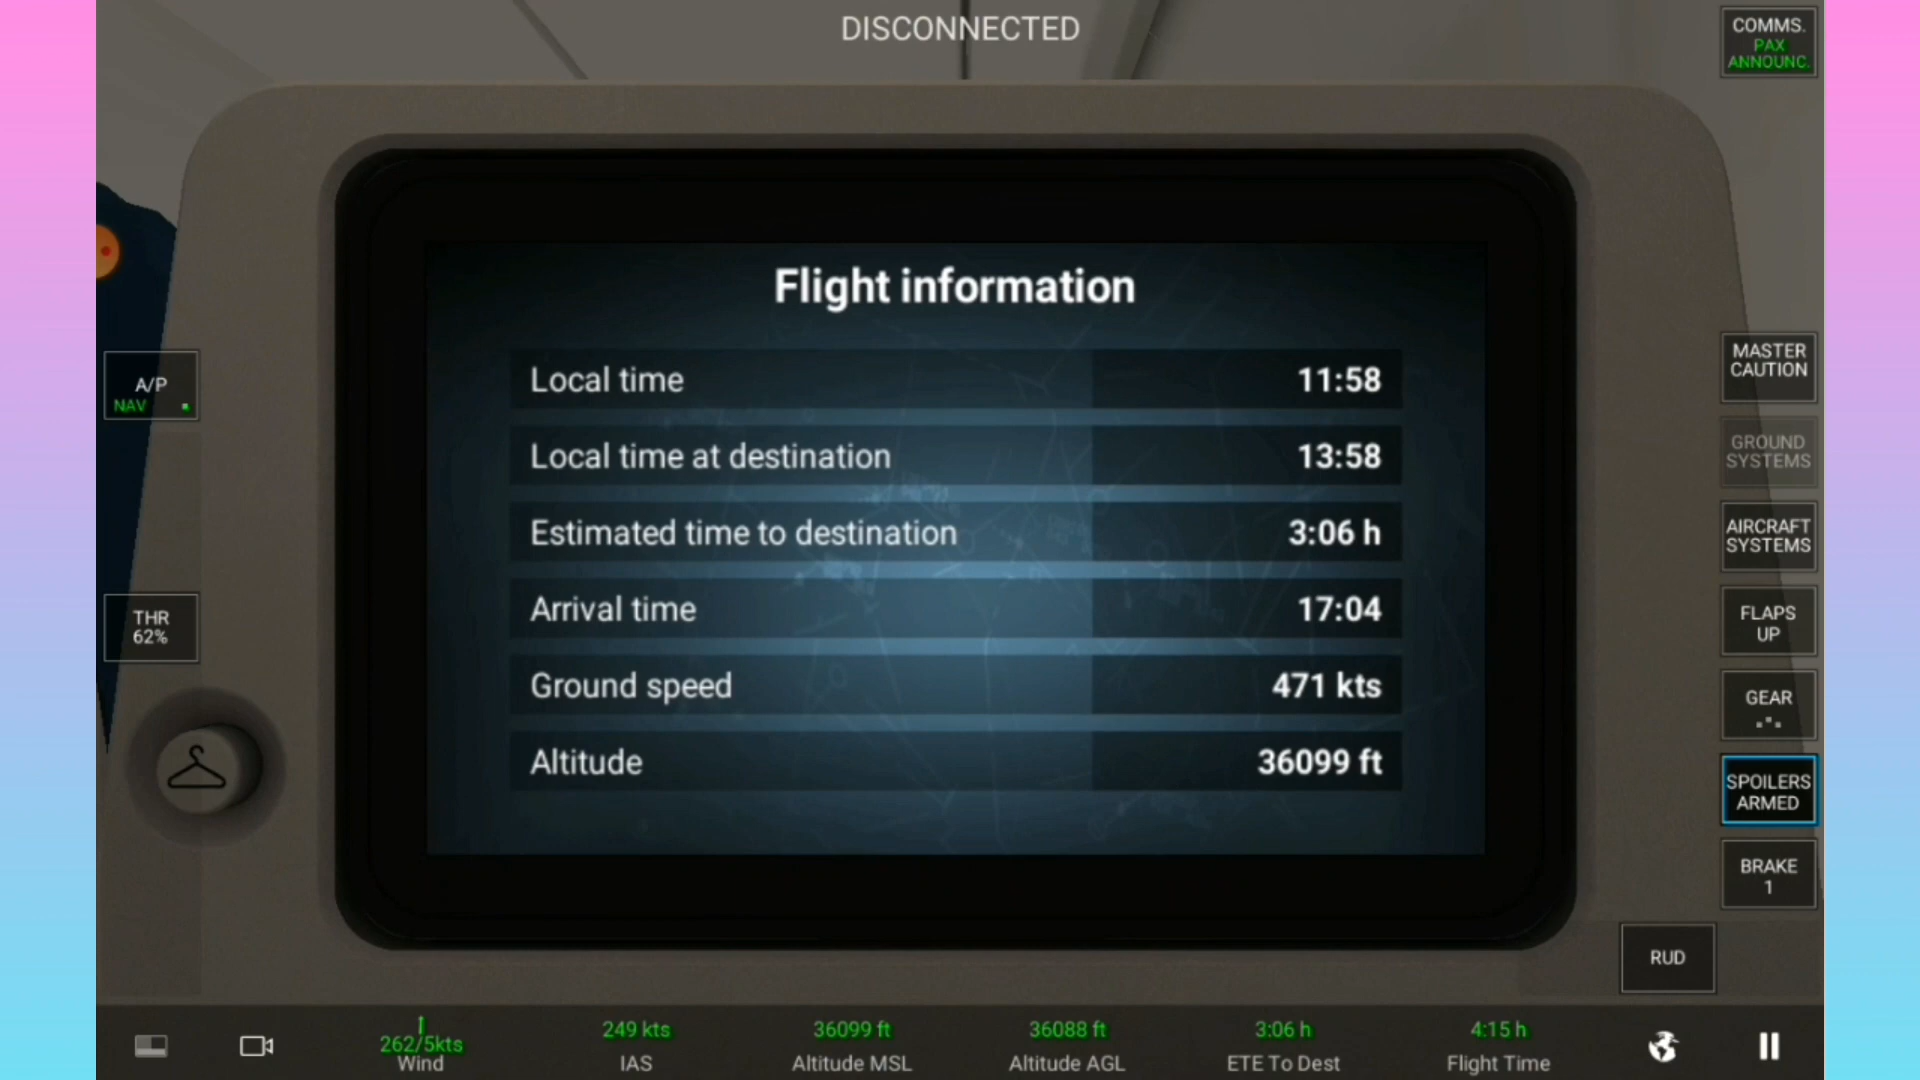 DISCONNECTED
COMMS.
PAX
ANNOUNC.
Flight information
Local time 11:58
Local time at destination 13:58
Estimated time to destination 3:06 h
Arrival time 17:04
Ground speed 471 kts
Altitude 36099 ft
A/P
NAV
THR
62%
MASTER
CAUTION
GROUND
SYSTEMS
AIRCRAFT
SYSTEMS
FLAPS
UP
GEAR
SPOILERS
ARMED
BRAKE
1
RUD
262/5kts
Wind
249 kts
IAS
36099 ft
Altitude MSL
36088 ft
Altitude AGL
3:06 h
ETE To Dest
4:15 h
Flight Time